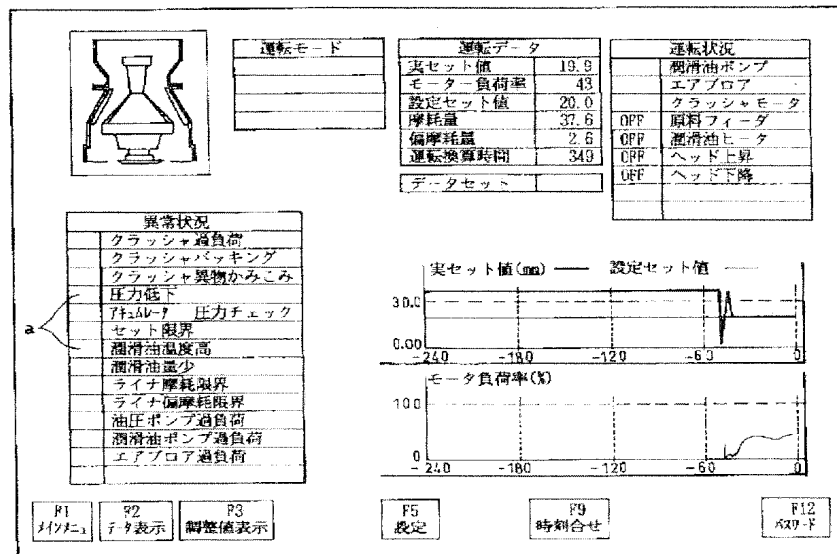 運転モード
運転データ
実セット値 19.9
モーター負荷率 43
設定セット値 20.0
摩耗量 37.6
偏摩耗量 2.6
運転換算時間 349
データセット
運転状況
潤滑油ポンプ
エアブロア
クラッシャモータ
OFF 原料フィーダ
OFF 潤滑油ヒータ
OFF ヘッド上昇
OFF ヘッド下降
異常状況
クラッシャ過負荷
クラッシャパッキング
クラッシャ異物かみこみ
圧力低下
アキュムレータ 圧力チェック
セット限界
潤滑油温度高
潤滑油量少
ライナ摩耗限界
ライナ偏摩耗限界
油圧ポンプ過負荷
潤滑油ポンプ過負荷
エアブロア過負荷
a
実セット値(mm) 設定セット値
30.0
0.00
-240 -180 -120 -60 0
モータ負荷率(%)
100
0
-240 -180 -120 -60 0
F1 メインメニュ
F2 データ表示
F3 調整値表示
F5 設定
F9 時刻合せ
F12 パスワード